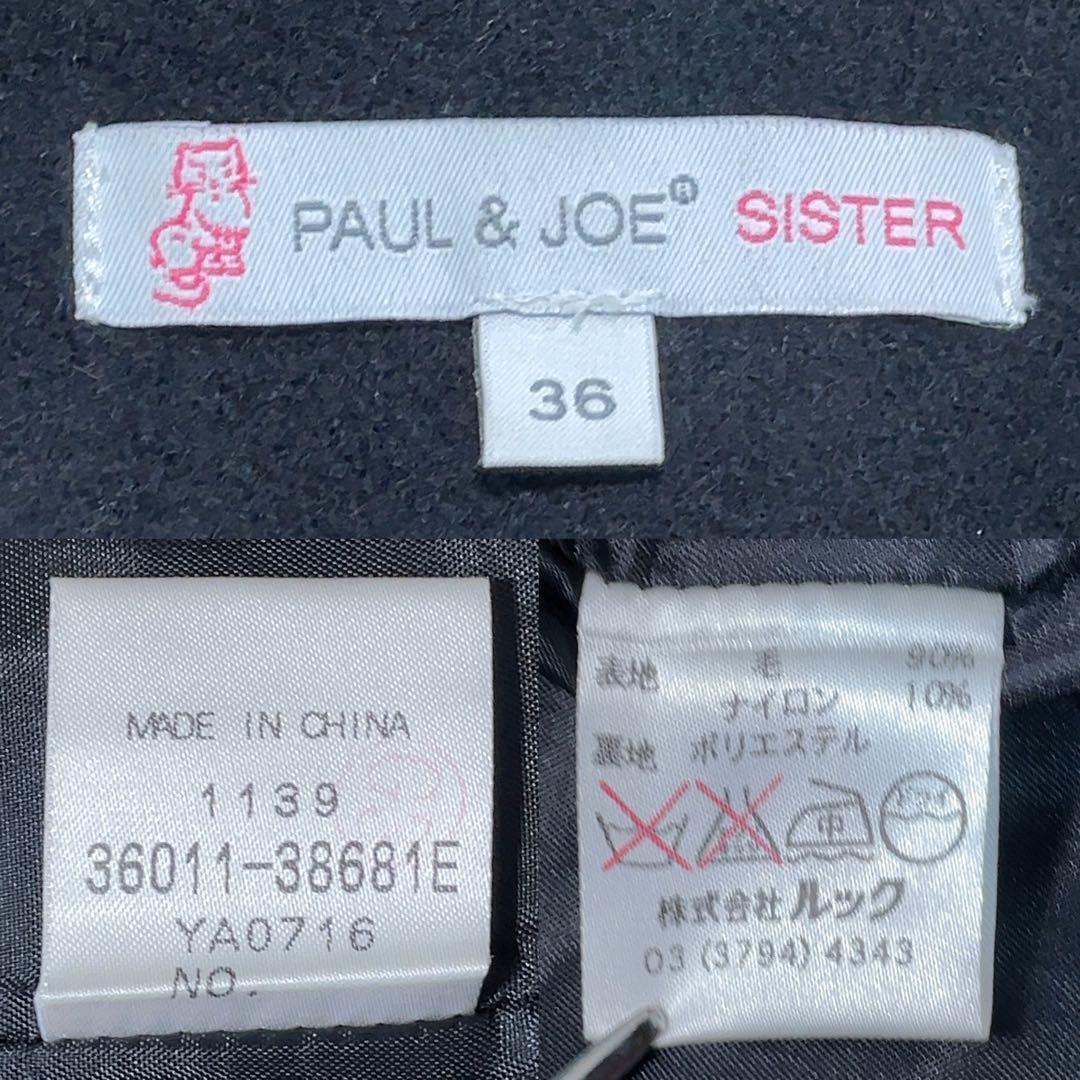 PAUL & JOE® SISTER
36
MADE IN CHINA
1139
36011-38681E
YA0716
NO.
表地 毛 90%
ナイロン 10%
裏地 ポリエステル
中
株式会社ルック
03 (3794) 4343